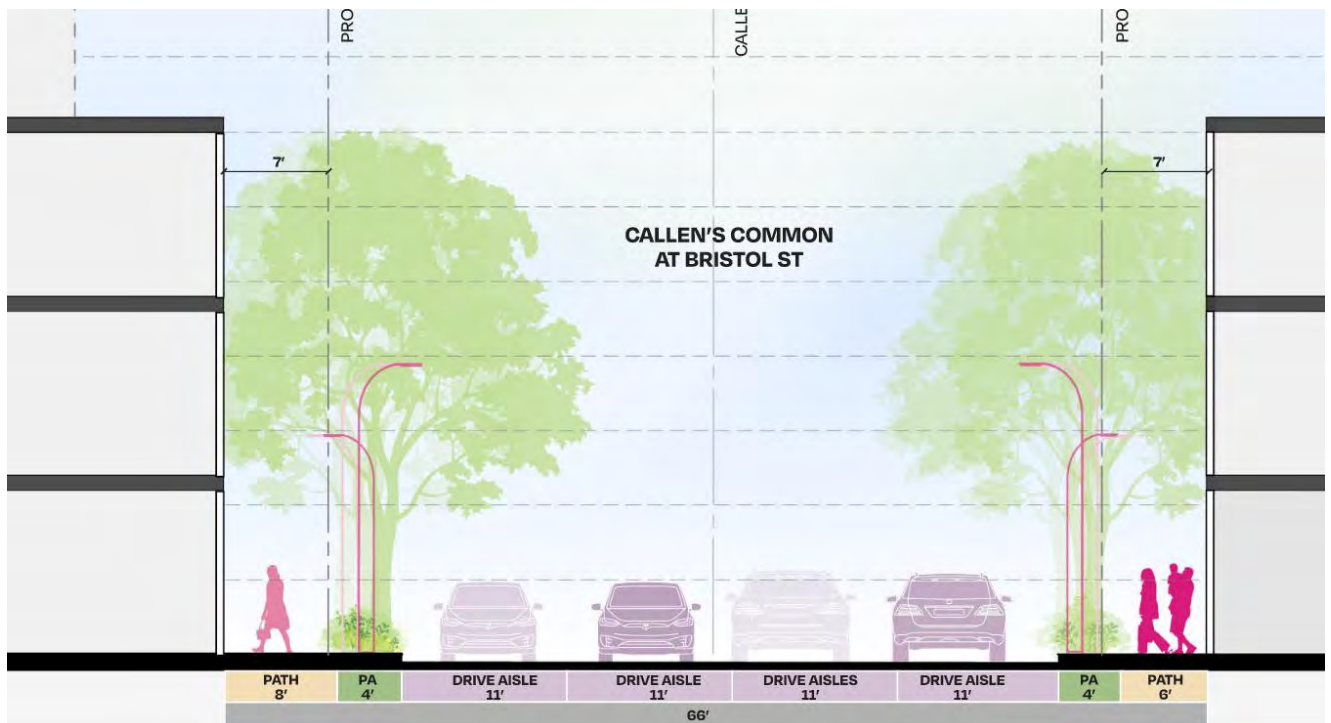 PRO
CALLE
PRO
7'
7'
CALLEN'S COMMON
AT BRISTOL ST
PATH
8'
PA
4'
DRIVE AISLE
11'
DRIVE AISLE
11'
DRIVE AISLES
11'
DRIVE AISLE
11'
PA
4'
PATH
6'
66'